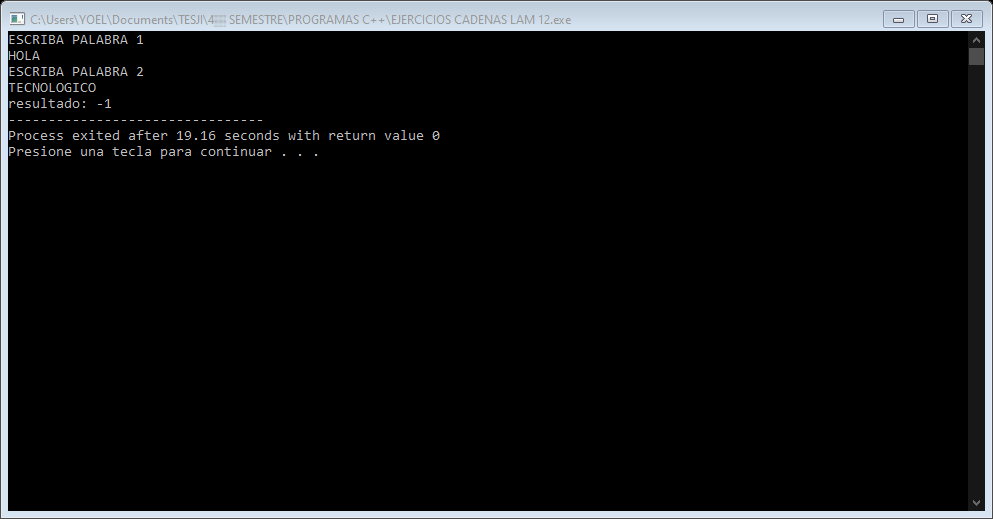 C:\Users\YOEL\Documents\TESJI\4 SEMESTRE\PROGRAMAS C++\EJERCICIOS CADENAS LAM 12.exe
ESCRIBA PALABRA 1
HOLA
ESCRIBA PALABRA 2
TECNOLOGICO
resultado: -1
--------------------------------
Process exited after 19.16 seconds with return value 0
Presione una tecla para continuar . . .